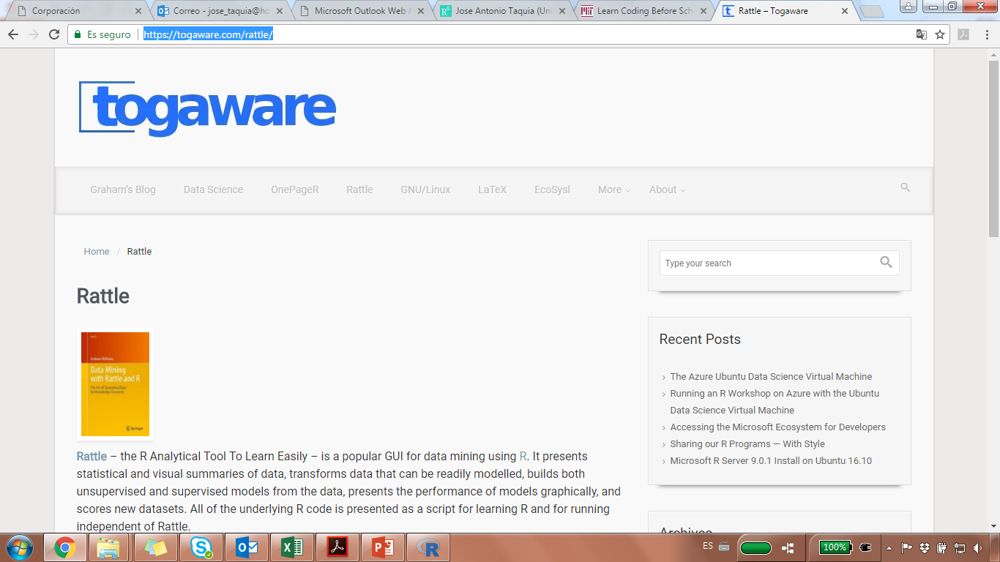 Corporación
Correo - jose_taquia@ho
Microsoft Outlook Web A
Jose Antonio Taquia (Uni
Learn Coding Before Sch
Rattle – Togaware
Es seguro
https://togaware.com/rattle/
togaware
Graham's Blog
Data Science
OnePageR
Rattle
GNU/Linux
LaTeX
EcoSysl
More
About
Home / Rattle
Type your search
Rattle
Graham Williams
Data Mining
with Rattle and R
The Art of Excavating Data
for Knowledge Discovery
Springer
Rattle – the R Analytical Tool To Learn Easily – is a popular GUI for data mining using R. It presents
statistical and visual summaries of data, transforms data that can be readily modelled, builds both
unsupervised and supervised models from the data, presents the performance of models graphically, and
scores new datasets. All of the underlying R code is presented as a script for learning R and for running
independent of Rattle.
Recent Posts
The Azure Ubuntu Data Science Virtual Machine
Running an R Workshop on Azure with the Ubuntu
Data Science Virtual Machine
Accessing the Microsoft Ecosystem for Developers
Sharing our R Programs — With Style
Microsoft R Server 9.0.1 Install on Ubuntu 16.10
Archives
ES
100%